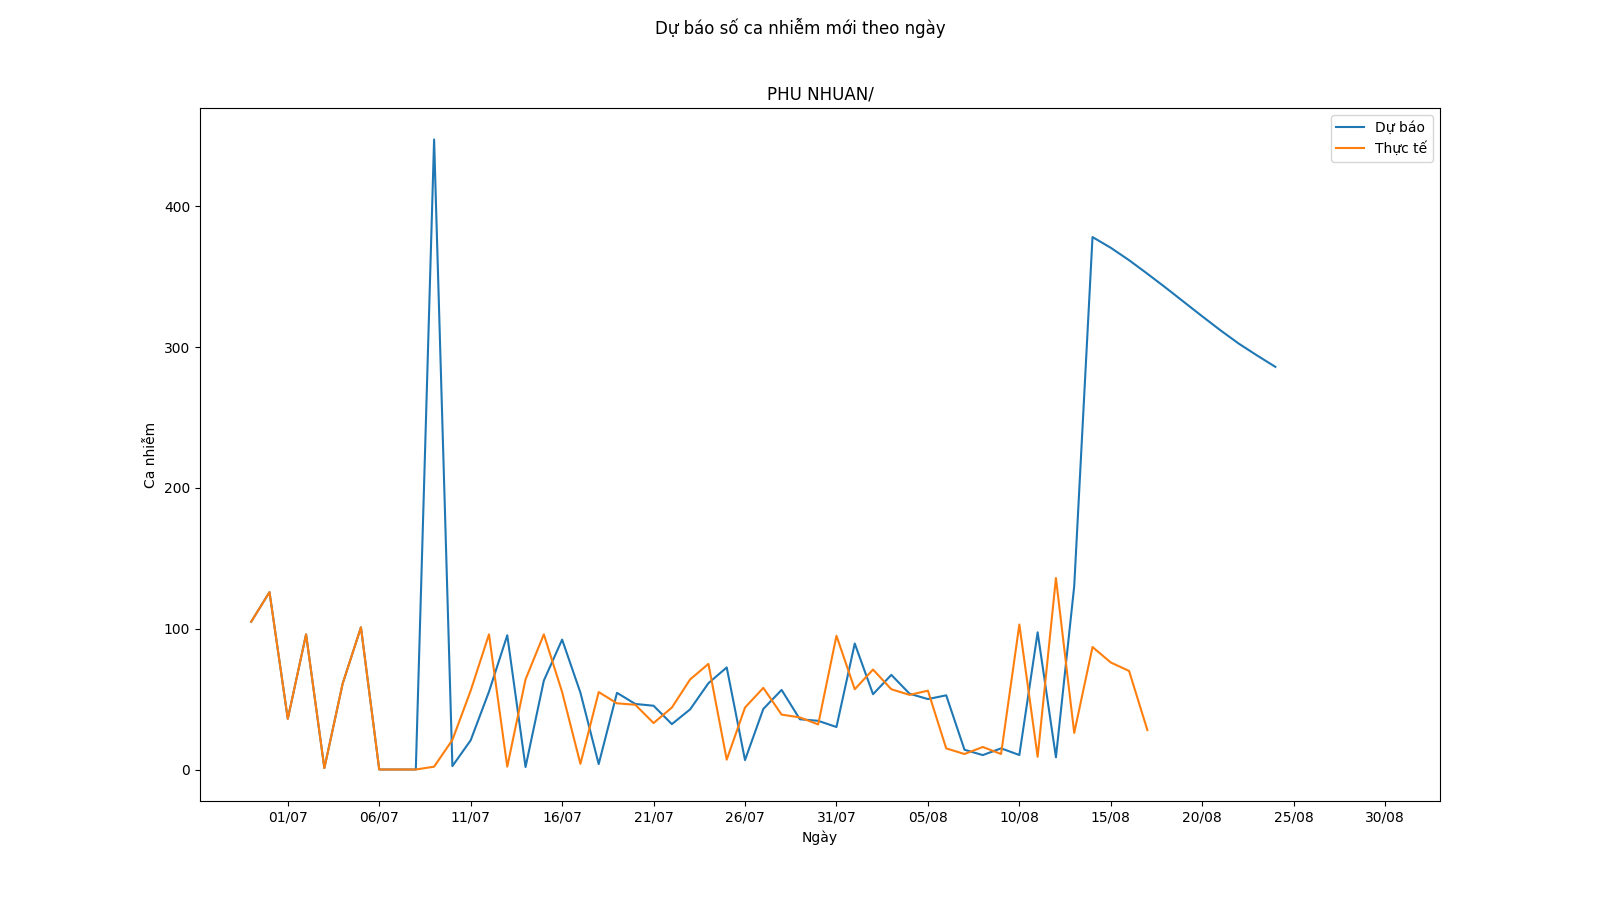 Dự báo số ca nhiễm mới theo ngày
PHU NHUAN/
Dự báo
Thực tế
400
300
200
100
0
Ca nhiễm
01/07 06/07 11/07 16/07 21/07 26/07 31/07 05/08 10/08 15/08 20/08 25/08 30/08
Ngày